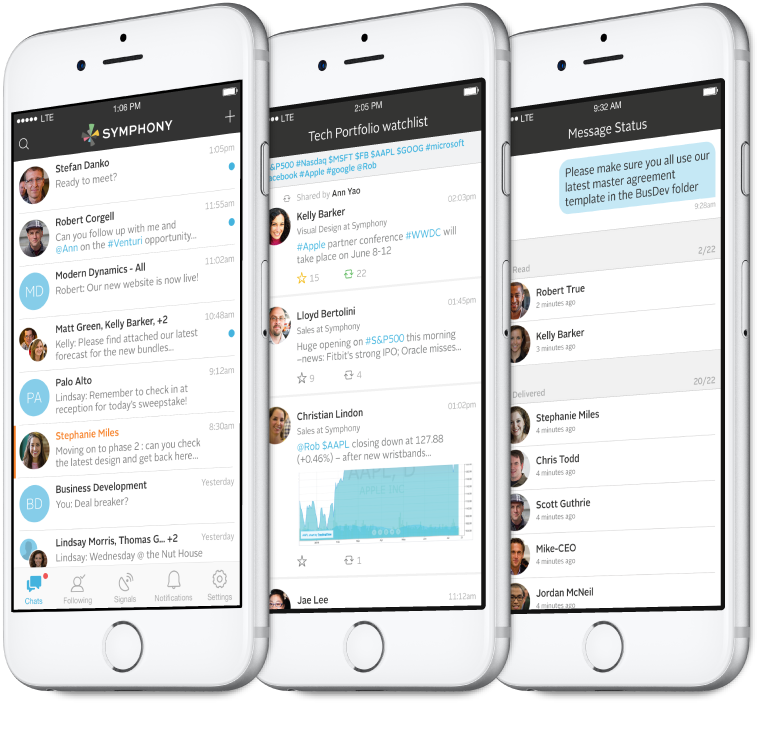 LTE
1:06 PM
SYMPHONY
Stefan Danko
1:05pm
Ready to meet?
Robert Corgell
11:55am
Can you follow up with me and
@Ann on the #Venturi opportunity...
MD
Modern Dynamics - All
11:02am
Robert: Our new website is now live!
Matt Green, Kelly Barker, +2
10:48am
Kelly: Please find attached our latest
forecast for the new bundles...
PA
Palo Alto
9:12am
Lindsay: Remember to check in at
reception for today's sweepstake!
Stephanie Miles
8:30am
Moving on to phase 2 : can you check
the latest design and get back here...
BD
Business Development
Yesterday
You: Deal breaker?
Lindsay Morris, Thomas G... +2
Yesterday
Lindsay: Wednesday @ the Nut House
Chats
Following
Signals
Notifications
Settings
LTE
2:05 PM
Tech Portfolio watchlist
&P500 #Nasdaq $MSFT $FB $AAPL $GOOG #microsoft
acebook #Apple #google @Rob
Shared by Ann Yao
Kelly Barker
02:03pm
Visual Design at Symphony
#Apple partner conference #WWDC will
take place on June 8-12
15
22
Lloyd Bertolini
01:45pm
Sales at Symphony
Huge opening on #S&P500 this morning
–news: Fitbit's strong IPO; Oracle misses...
9
4
Christian Lindon
01:02pm
Sales at Symphony
@Rob $AAPL closing down at 127.88
(+0.46%) – after new wristbands...
AAPL, D
APPLE INC
1
Jae Lee
11:12am
LTE
9:32 AM
Message Status
Please make sure you all use our
latest master agreement
template in the BusDev folder
9:28am
Read
2/22
Robert True
2 minutes ago
Kelly Barker
3 minutes ago
Delivered
20/22
Stephanie Miles
4 minutes ago
Chris Todd
4 minutes ago
Scott Guthrie
4 minutes ago
Mike-CEO
4 minutes ago
Jordan McNeil
4 minutes ago